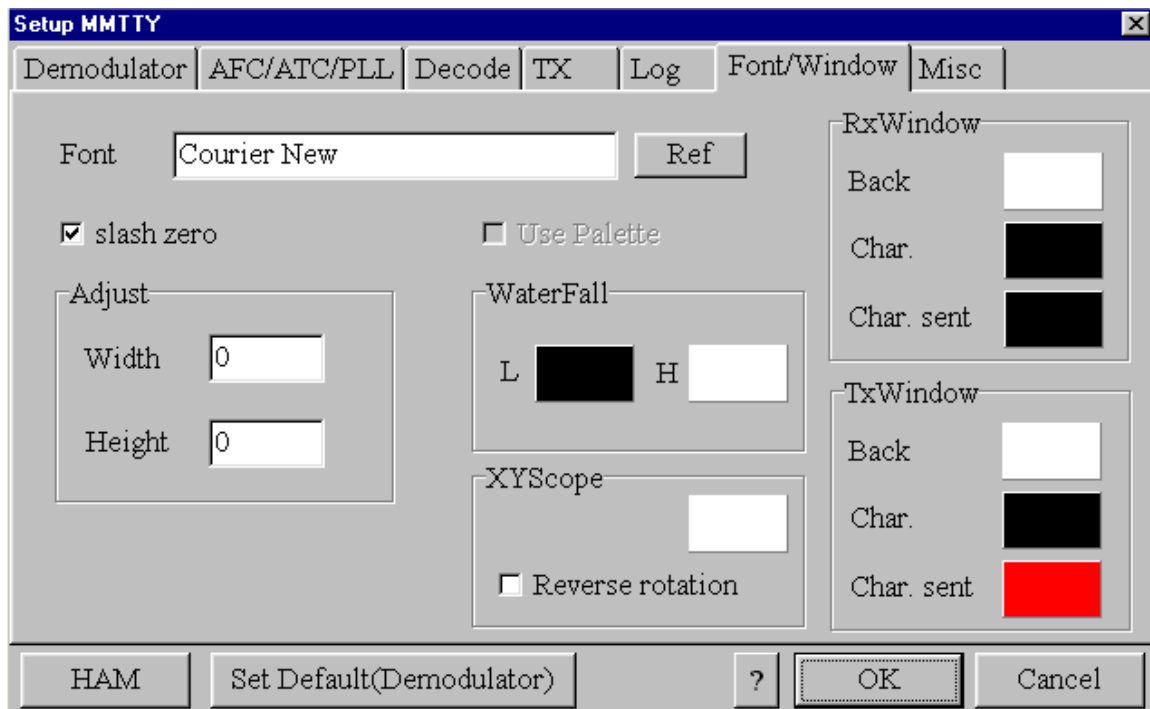 Setup MMTTY
Demodulator AFC/ATC/PLL Decode TX Log Font/Window Misc
Font Courier New Ref
slash zero
Use Palette
Adjust
Width 0
Height 0
WaterFall
L H
XYScope
Reverse rotation
RxWindow
Back
Char.
Char. sent
TxWindow
Back
Char.
Char. sent
HAM Set Default(Demodulator) ? OK Cancel